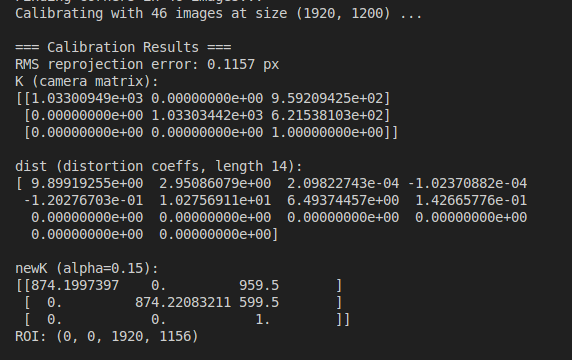 Calibrating with 46 images at size (1920, 1200) ...
=== Calibration Results ===
RMS reprojection error: 0.1157 px
K (camera matrix):
[[1.03300949e+03 0.00000000e+00 9.59209425e+02]
[0.00000000e+00 1.03303442e+03 6.21538103e+02]
[0.00000000e+00 0.00000000e+00 1.00000000e+00]]
dist (distortion coeffs, length 14):
[ 9.89919255e+00 2.95086079e+00 2.09822743e-04 -1.02370882e-04
-1.20276703e-01 1.02756911e+01 6.49374457e+00 1.42665776e-01
0.00000000e+00 0.00000000e+00 0.00000000e+00 0.00000000e+00
0.00000000e+00 0.00000000e+00]
newK (alpha=0.15):
[[874.1997397 0. 959.5 ]
[ 0. 874.22083211 599.5 ]
[ 0. 0. 1. ]]
ROI: (0, 0, 1920, 1156)